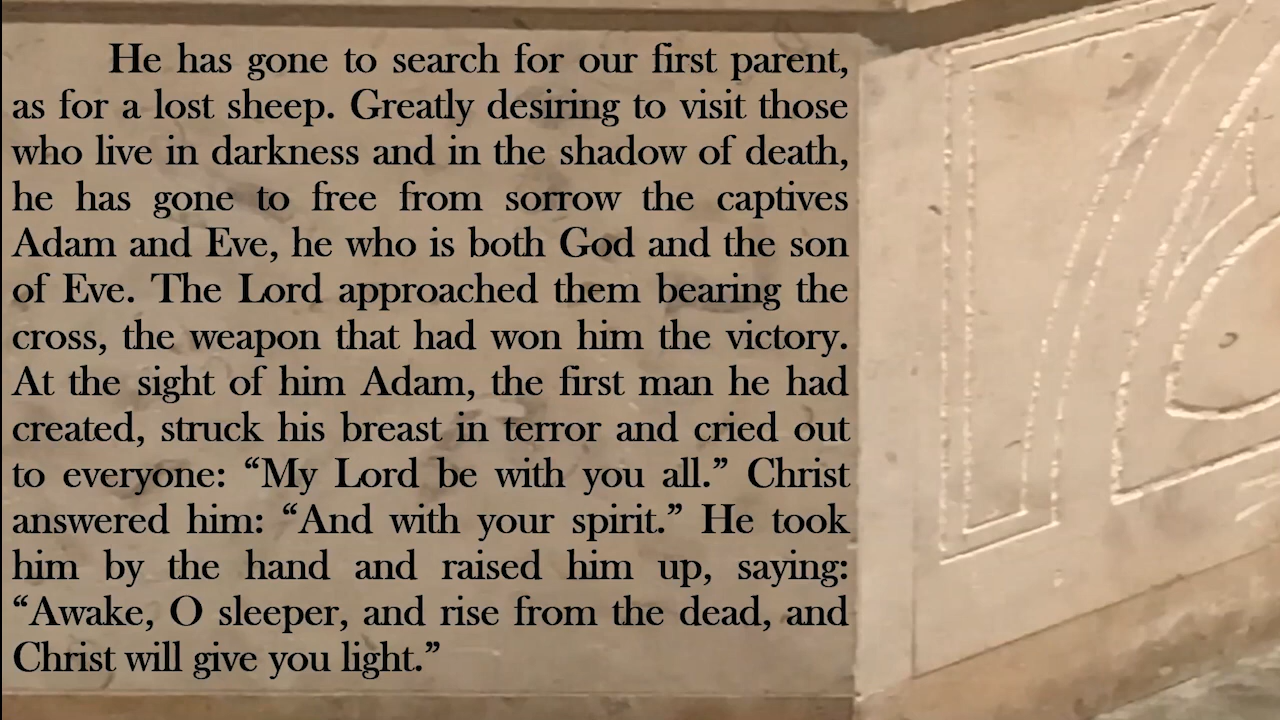 He has gone to search for our first parent,
as for a lost sheep. Greatly desiring to visit those
who live in darkness and in the shadow of death,
he has gone to free from sorrow the captives
Adam and Eve, he who is both God and the son
of Eve. The Lord approached them bearing the
cross, the weapon that had won him the victory.
At the sight of him Adam, the first man he had
created, struck his breast in terror and cried out
to everyone: “My Lord be with you all.” Christ
answered him: “And with your spirit.” He took
him by the hand and raised him up, saying:
“Awake, O sleeper, and rise from the dead, and
Christ will give you light.”